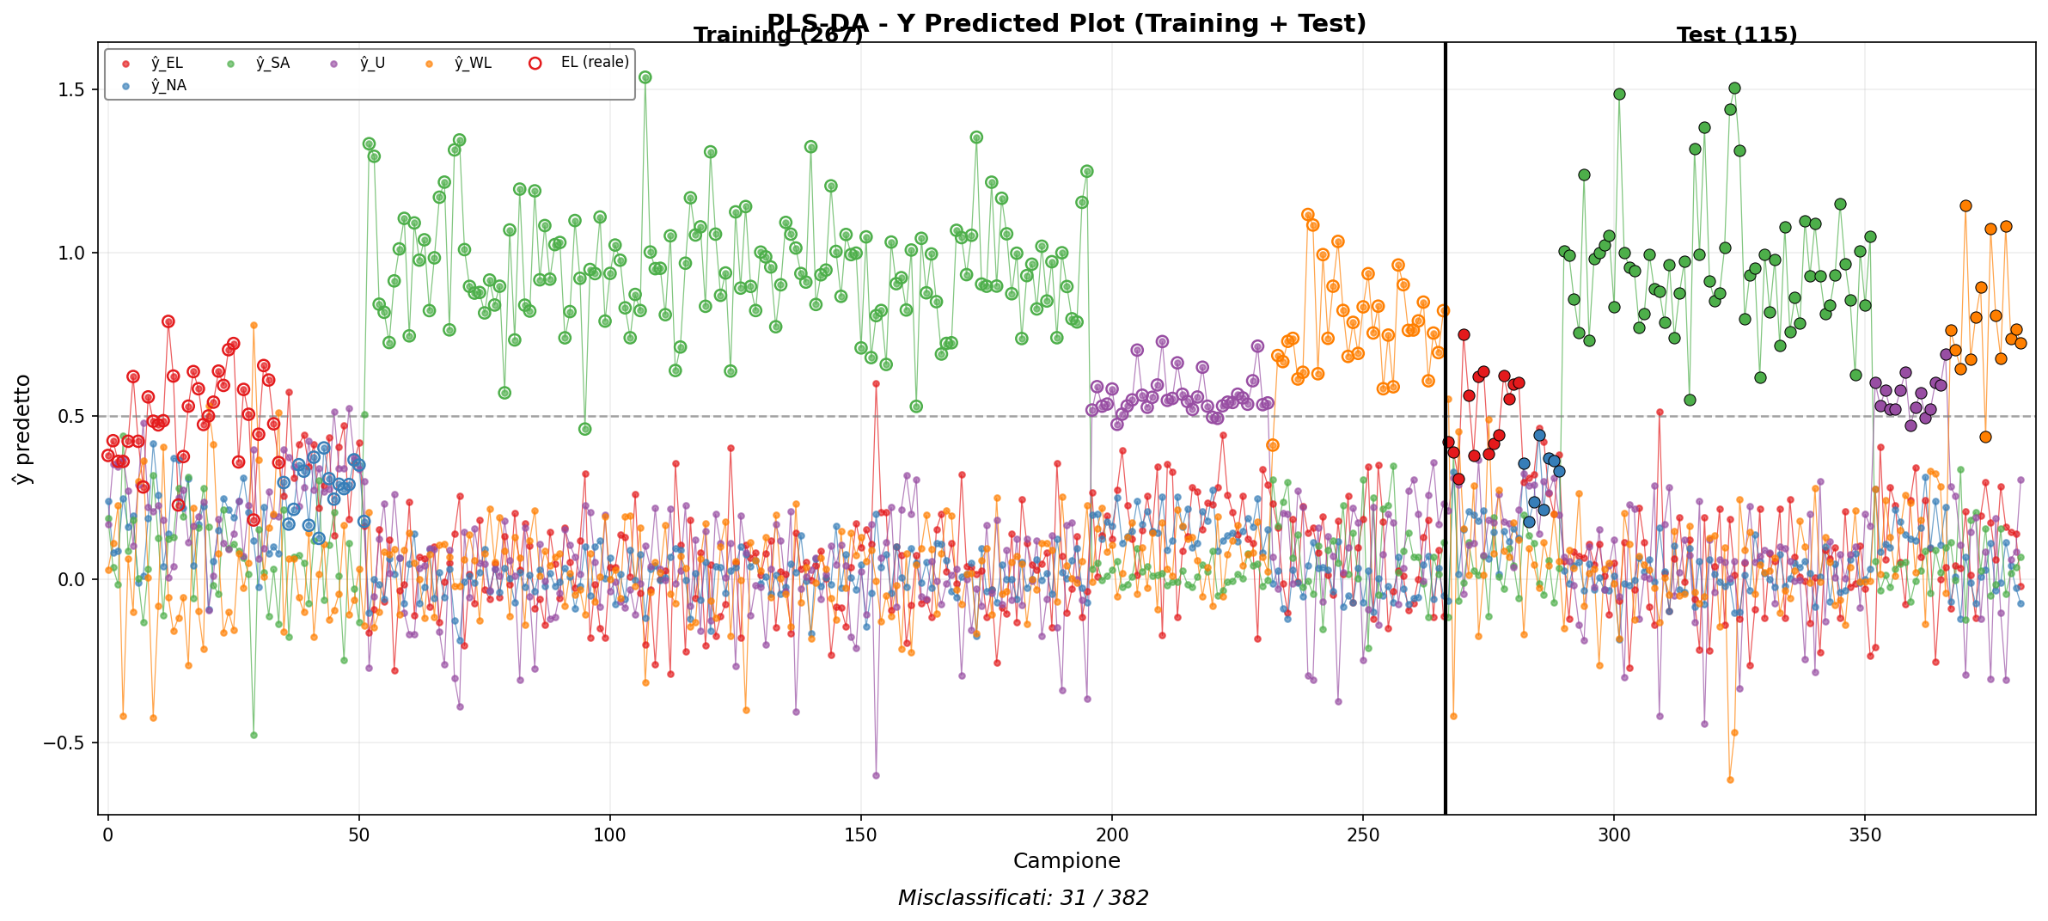 PLS-DA - Y Predicted Plot (Training + Test)
Training (267)
Test (115)
ŷ_EL ŷ_SA ŷ_U ŷ_WL EL (reale)
ŷ_NA
1.5
1.0
0.5
0.0
−0.5
ŷ predetto
0 50 100 150 200 250 300 350
Campione
Misclassificati: 31 / 382